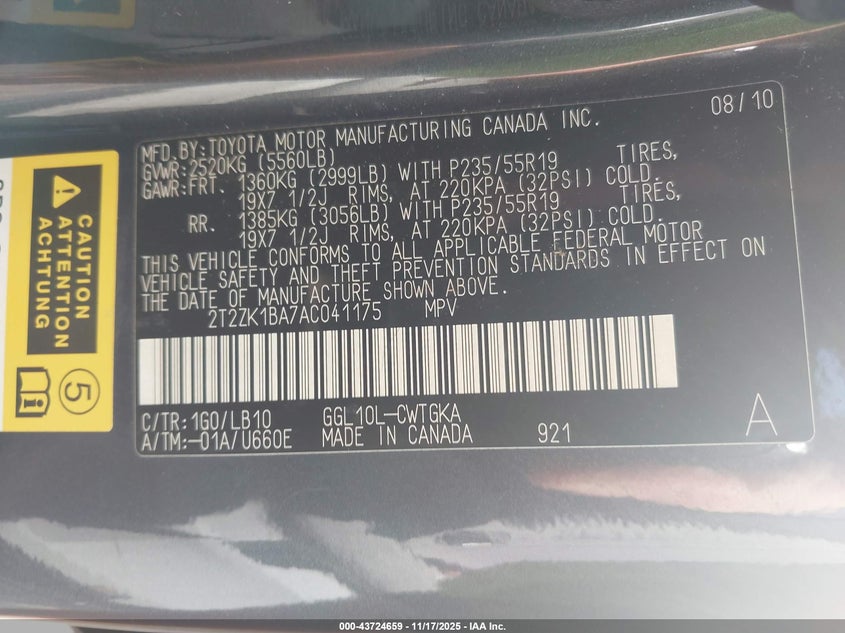 08/10
MFD.BY:TOYOTA MOTOR MANUFACTURING CANADA INC.
GVWR:2520KG (5560LB)
GAWR:FRT. 1360KG (2999LB) WITH P235/55R19 TIRES,
19X7 1/2J RIMS, AT 220KPA (32PSI) COLD.
RR. 1385KG (3056LB) WITH P235/55R19 TIRES,
19X7 1/2J RIMS, AT 220KPA (32PSI) COLD.
THIS VEHICLE CONFORMS TO ALL APPLICABLE FEDERAL MOTOR
VEHICLE SAFETY AND THEFT PREVENTION STANDARDS IN EFFECT ON
THE DATE OF MANUFACTURE SHOWN ABOVE.
2T2ZK1BA7AC041175 MPV
C/TR:1G0/LB10 GGL10L-CWTGKA
A/TM:-01A/U660E MADE IN CANADA 921 A
CAUTION
ATTENTION
ACHTUNG
5
000-43724659 - 11/17/2025 - IAA Inc.